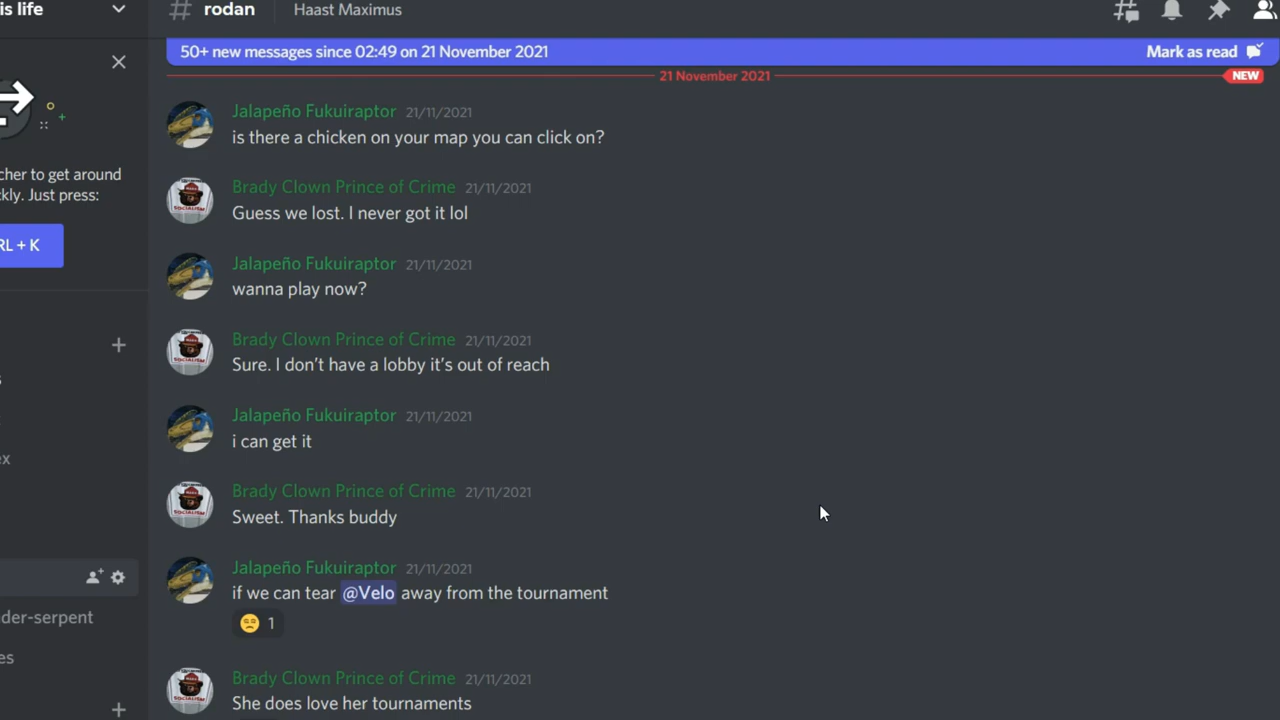 is life
# rodan
Haast Maximus
50+ new messages since 02:49 on 21 November 2021
Mark as read
21 November 2021
NEW
cher to get around
kly. Just press:
RL + K
ex
der-serpent
es
Jalapeño Fukuiraptor 21/11/2021
is there a chicken on your map you can click on?
Brady Clown Prince of Crime 21/11/2021
Guess we lost. I never got it lol
Jalapeño Fukuiraptor 21/11/2021
wanna play now?
Brady Clown Prince of Crime 21/11/2021
Sure. I don't have a lobby it's out of reach
Jalapeño Fukuiraptor 21/11/2021
i can get it
Brady Clown Prince of Crime 21/11/2021
Sweet. Thanks buddy
Jalapeño Fukuiraptor 21/11/2021
if we can tear @Velo away from the tournament
1
Brady Clown Prince of Crime 21/11/2021
She does love her tournaments